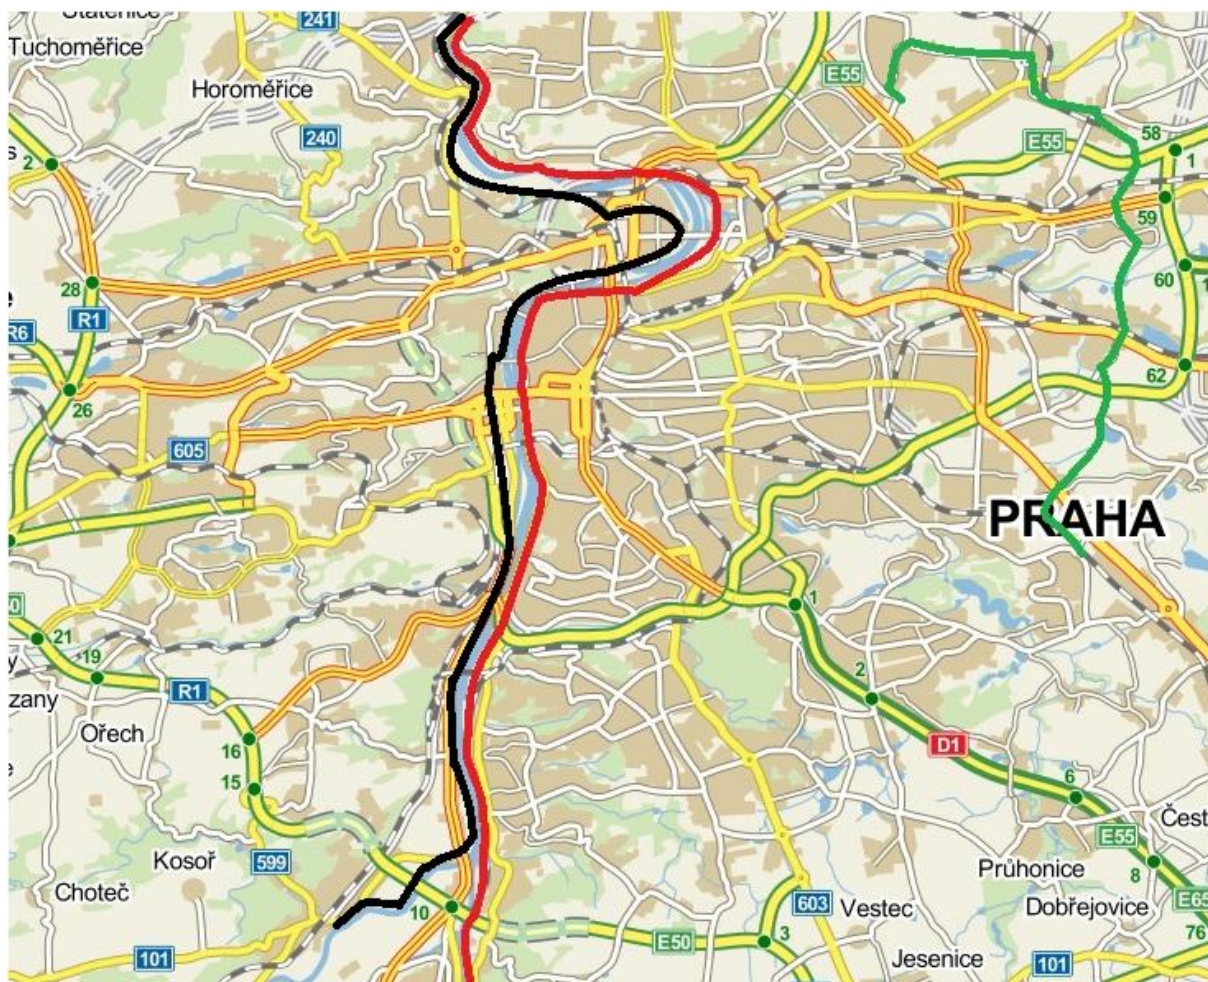 Statenice
241
Tuchoměřice
E55
Horoměřice
240
58
E55
2
1
59
60
28
R1
R6
62
26
605
PRAHA
1
21
19
R1
2
zany
Ořech
16
D1
15
6
E55
Čest
Kosoř
599
Průhonice
8
Choteč
603
Vestec
Dobřejovice
E65
10
76
E50
3
101
Jesenice
101